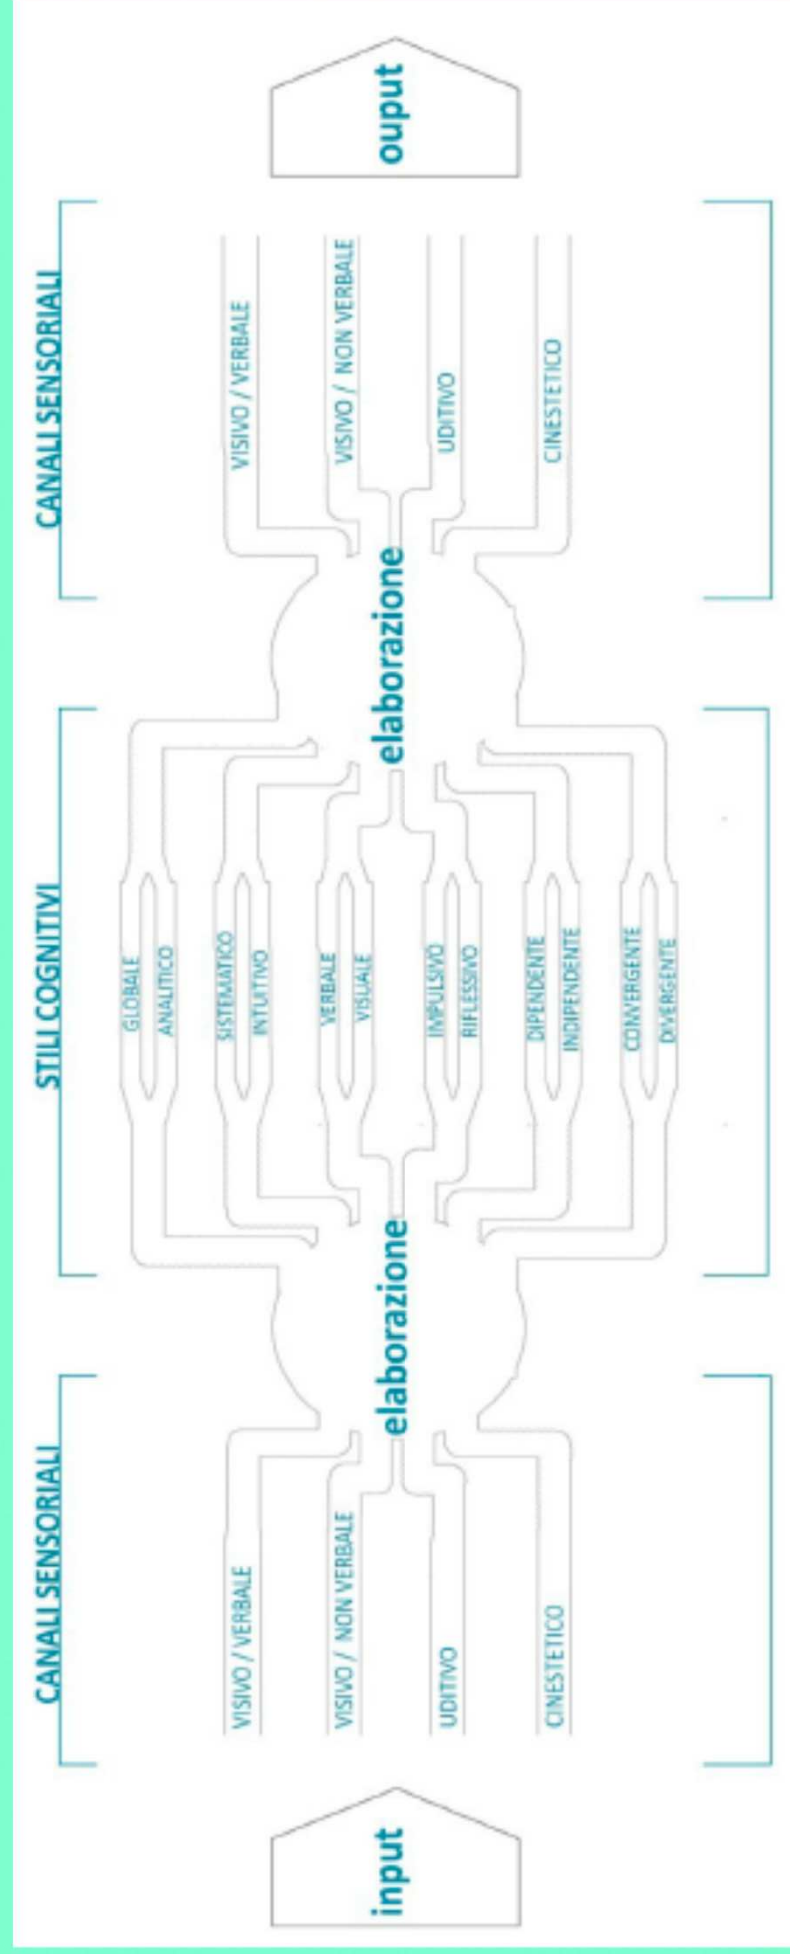 input
CANALI SENSORIALI
VISIVO / VERBALE
VISIVO / NON VERBALE
UDITIVO
CINESTETICO
elaborazione
STILI COGNITIVI
GLOBALE
ANALITICO
SISTEMATICO
INTUITIVO
VERBALE
VISUALE
IMPULSIVO
RIFLESSIVO
DIPENDENTE
INDIPENDENTE
CONVERGENTE
DIVERGENTE
elaborazione
CANALI SENSORIALI
VISIVO / VERBALE
VISIVO / NON VERBALE
UDITIVO
CINESTETICO
ouput